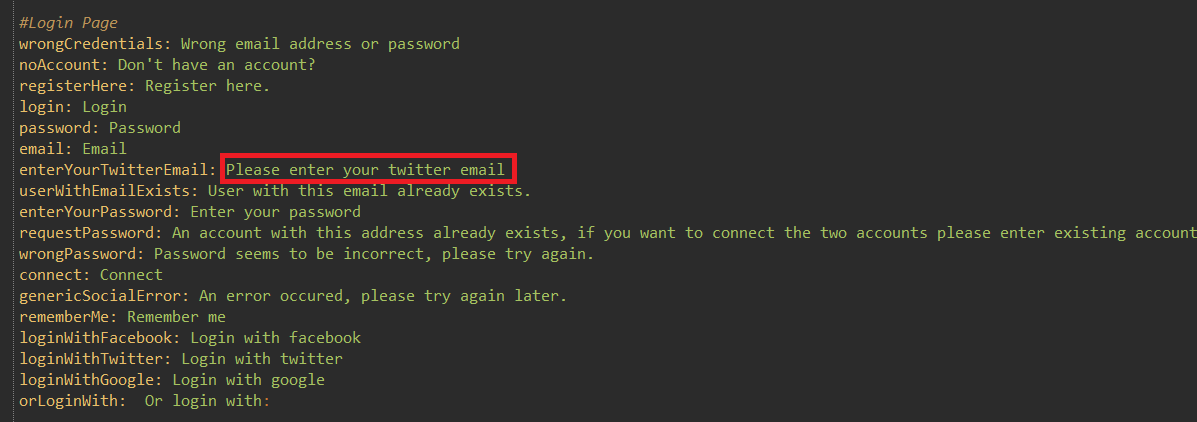 #Login Page
wrongCredentials: Wrong email address or password
noAccount: Don't have an account?
registerHere: Register here.
login: Login
password: Password
email: Email
enterYourTwitterEmail: Please enter your twitter email
userWithEmailExists: User with this email already exists.
enterYourPassword: Enter your password
requestPassword: An account with this address already exists, if you want to connect the two accounts please enter existing account
wrongPassword: Password seems to be incorrect, please try again.
connect: Connect
genericSocialError: An error occured, please try again later.
rememberMe: Remember me
loginWithFacebook: Login with facebook
loginWithTwitter: Login with twitter
loginWithGoogle: Login with google
orLoginWith:  Or login with: